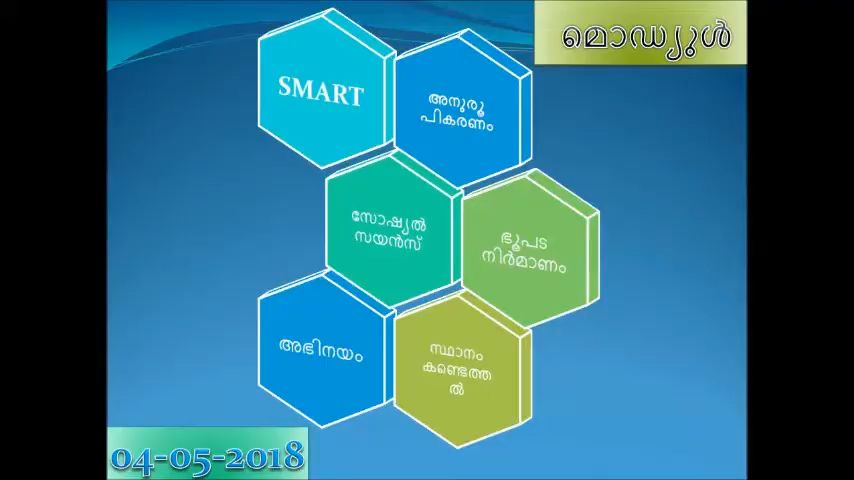 മൊഡ്യുൾ
SMART
അനുരൂ
പികരണം
സോഷ്യൽ
സയൻസ്
ഭൂപട
നിർമാണം
അഭിനയം
സ്ഥാനം
കണ്ടെത്ത
ൽ
04-05-2018